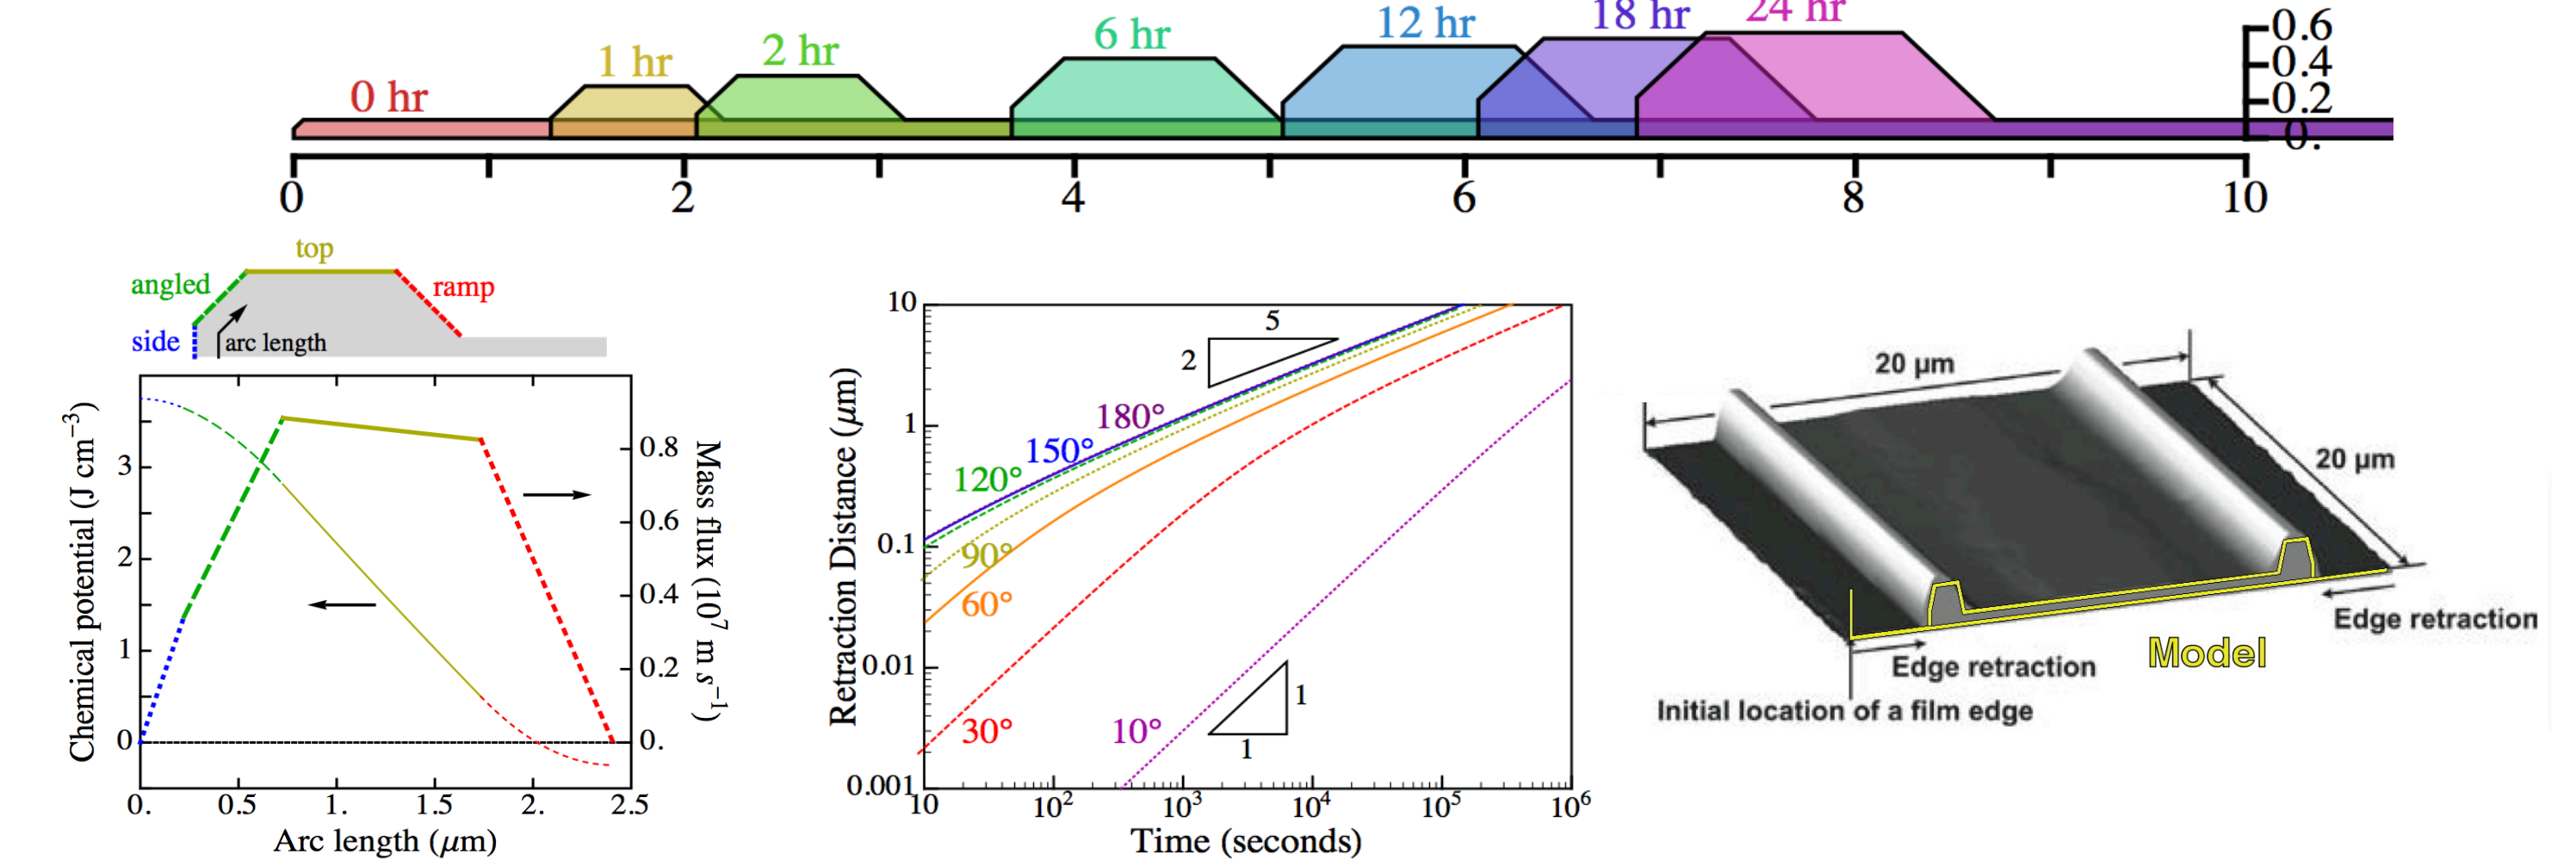 0 hr
1 hr
2 hr
6 hr
12 hr
18 hr
24 hr
0.6
0.4
0.2
0.
0 2 4 6 8 10
top
angled
ramp
side
arc length
Chemical potential (J cm⁻³)
3
2
1
0
0. 0.5 1. 1.5 2. 2.5
Arc length (μm)
0.8
0.6
0.4
0.2
0.
Mass flux (10⁷ m s⁻¹)
Retraction Distance (μm)
10
1
0.1
0.01
0.001
10 10² 10³ 10⁴ 10⁵ 10⁶
Time (seconds)
5
2
180°
150°
120°
90°
60°
30°
10°
1
1
20 μm
20 μm
Edge retraction
Model
Edge retraction
Initial location of a film edge